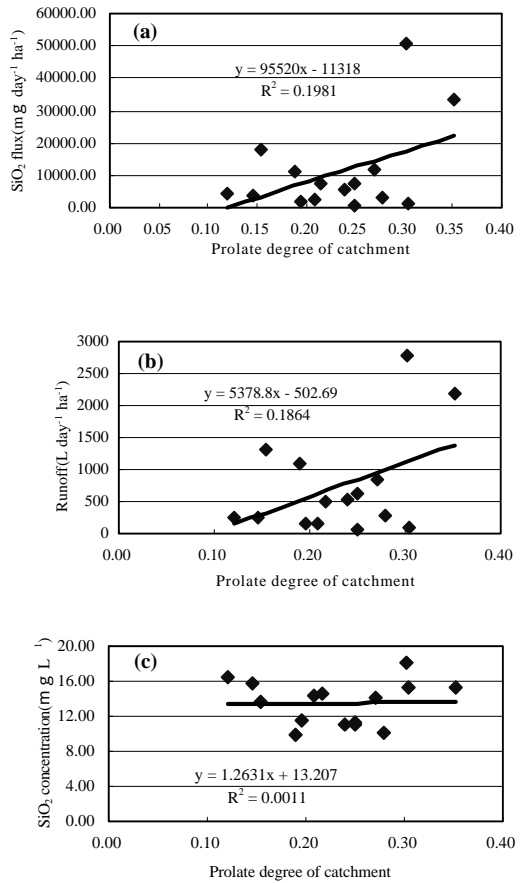 (a)
60000.00
50000.00
40000.00
30000.00
20000.00
10000.00
0.00
SiO₂ flux(mg day⁻¹ ha⁻¹)
y = 95520x - 11318
R² = 0.1981
0.00 0.05 0.10 0.15 0.20 0.25 0.30 0.35 0.40
Prolate degree of catchment
(b)
3000
2500
2000
1500
1000
500
0
Runoff(L day⁻¹ ha⁻¹)
y = 5378.8x - 502.69
R² = 0.1864
0.00 0.10 0.20 0.30 0.40
Prolate degree of catchment
(c)
20.00
16.00
12.00
8.00
4.00
0.00
SiO₂ concentration(mg L⁻¹)
y = 1.2631x + 13.207
R² = 0.0011
0.00 0.10 0.20 0.30 0.40
Prolate degree of catchment